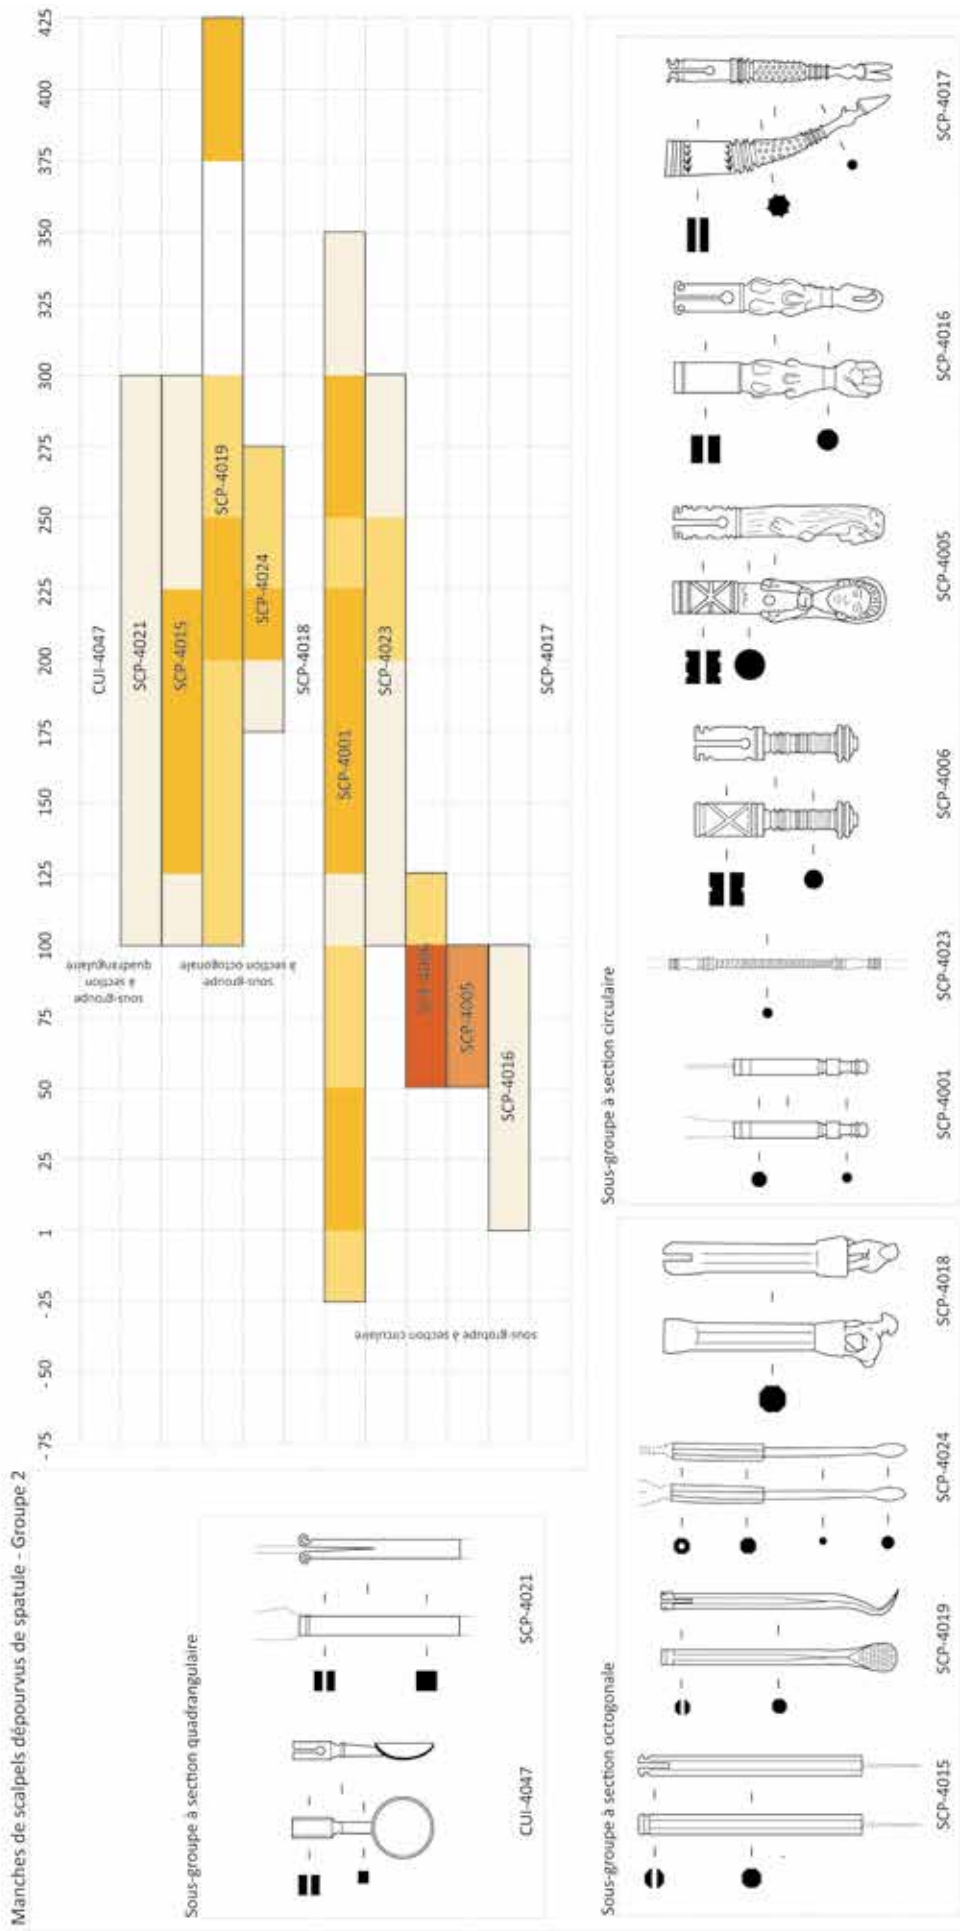 Manches de scalpels dépourvus de spatule - Groupe 2
Sous-groupe à section quadrangulaire
CUI-4047
SCP-4021
- 75
- 50
- 25
1
25
50
75
100
125
150
175
200
225
250
275
300
325
350
375
400
425
sous-groupe
à section
quadrangulaire
sous-groupe
à section octogonale
sous-grotupe à section circulaire
CUI-4047
SCP-4021
SCP-4015
SCP-4019
SCP-4024
SCP-4018
SCP-4001
SCP-4023
SCP-4006
SCP-4005
SCP-4016
SCP-4017
Sous-groupe à section octogonale
SCP-4015
SCP-4019
SCP-4024
SCP-4018
Sous-groupe à section circulaire
SCP-4001
SCP-4023
SCP-4006
SCP-4005
SCP-4016
SCP-4017